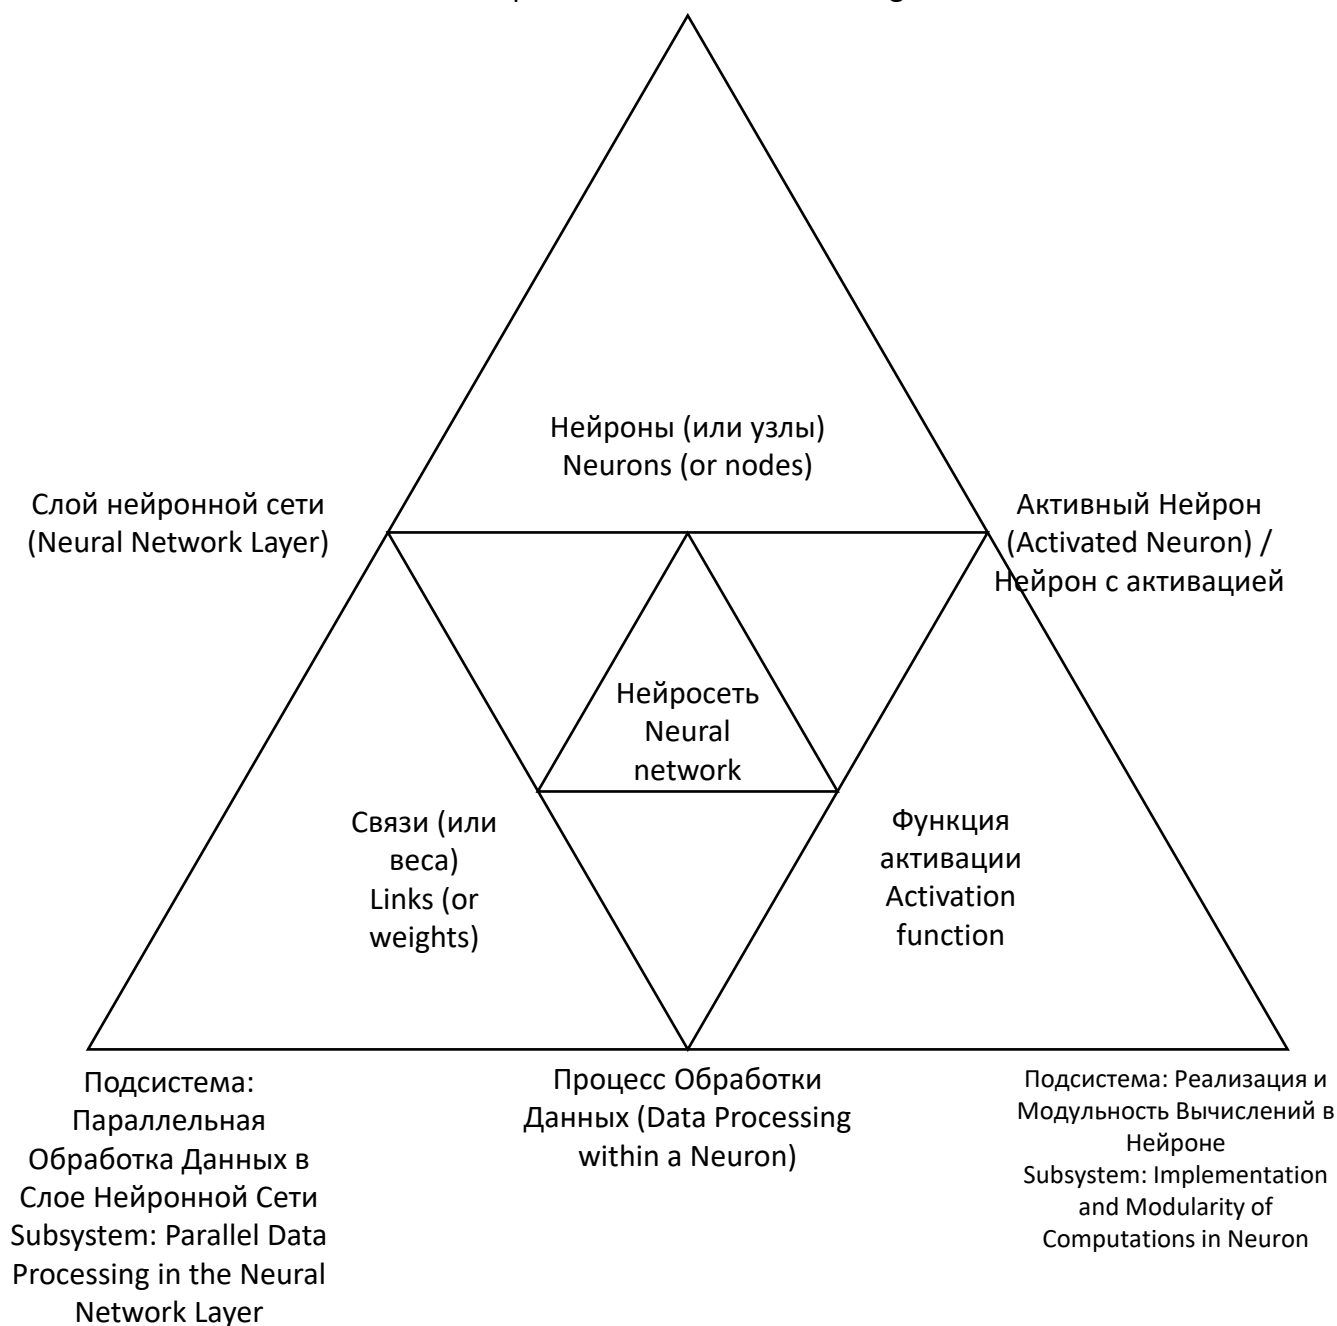 Нейроны (или узлы)
Neurons (or nodes)
Слой нейронной сети
(Neural Network Layer)
Активный Нейрон
(Activated Neuron) /
Нейрон с активацией
Нейросеть
Neural
network
Связи (или
веса)
Links (or
weights)
Функция
активации
Activation
function
Подсистема:
Параллельная
Обработка Данных в
Слое Нейронной Сети
Subsystem: Parallel Data
Processing in the Neural
Network Layer
Процесс Обработки
Данных (Data Processing
within a Neuron)
Подсистема: Реализация и
Модульность Вычислений в
Нейроне
Subsystem: Implementation
and Modularity of
Computations in Neuron